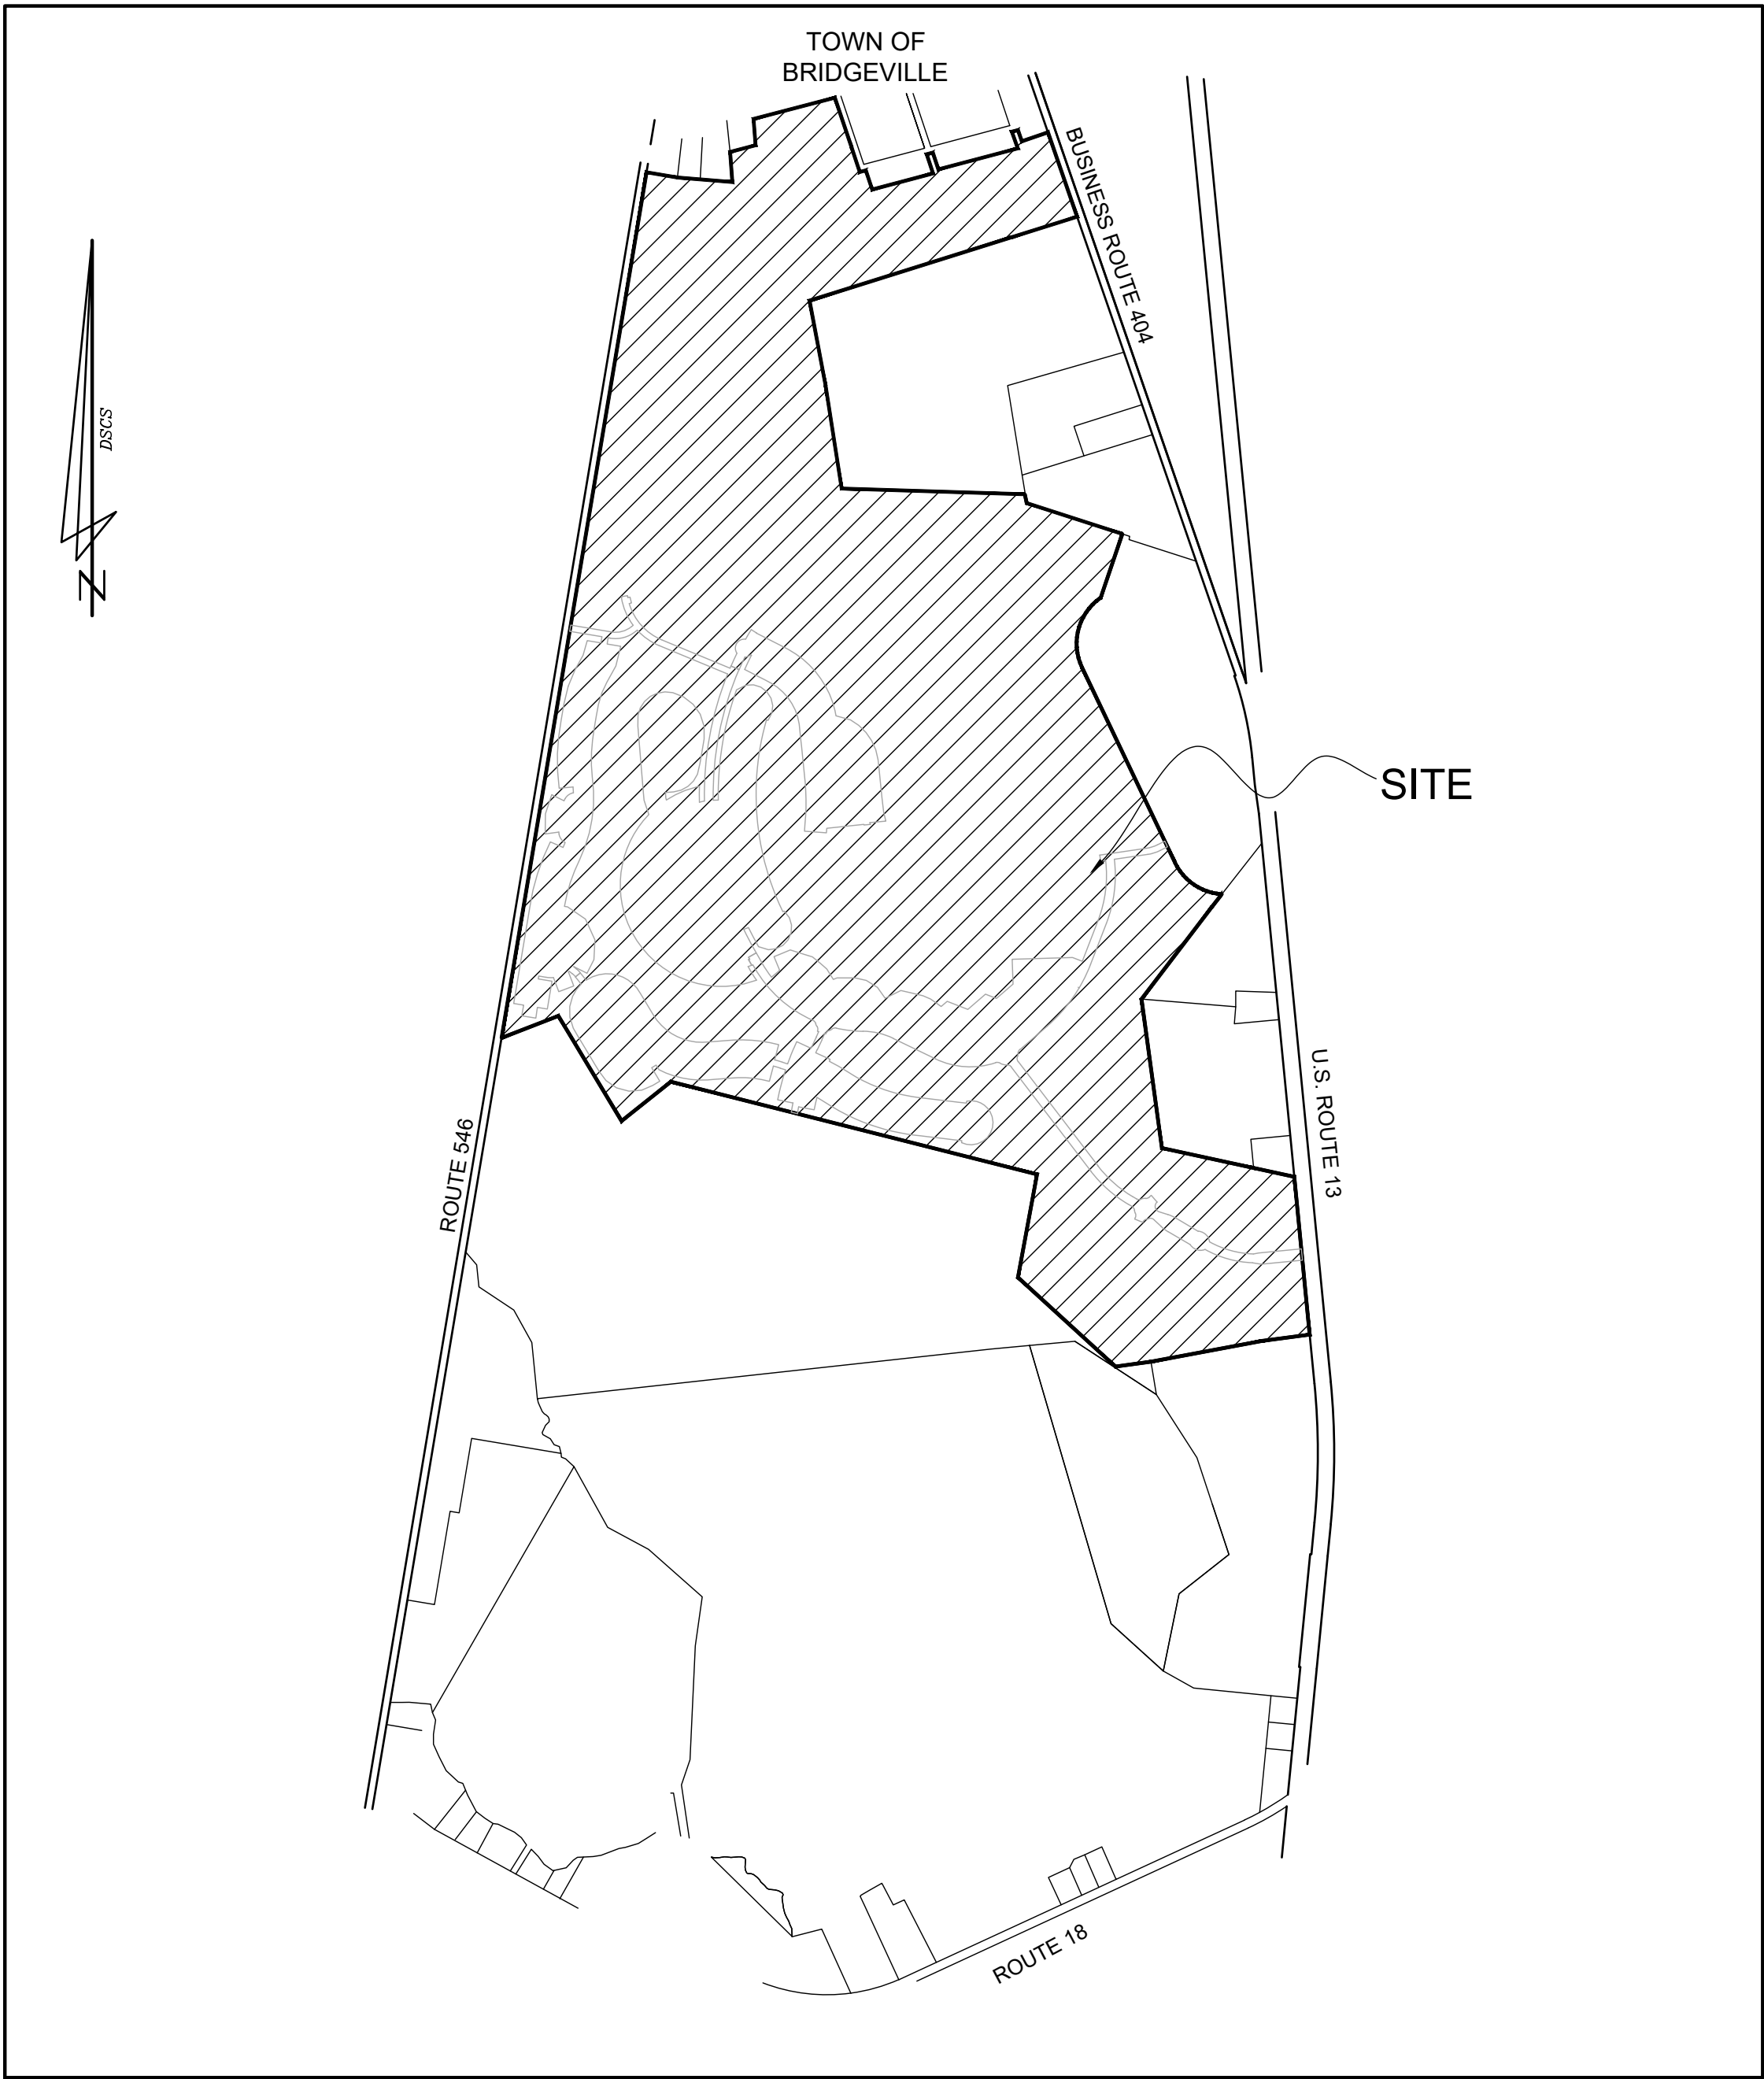 TOWN OF
BRIDGEVILLE
BUSINESS ROUTE 404
DSCS
N
SITE
U.S. ROUTE 13
ROUTE 546
ROUTE 18